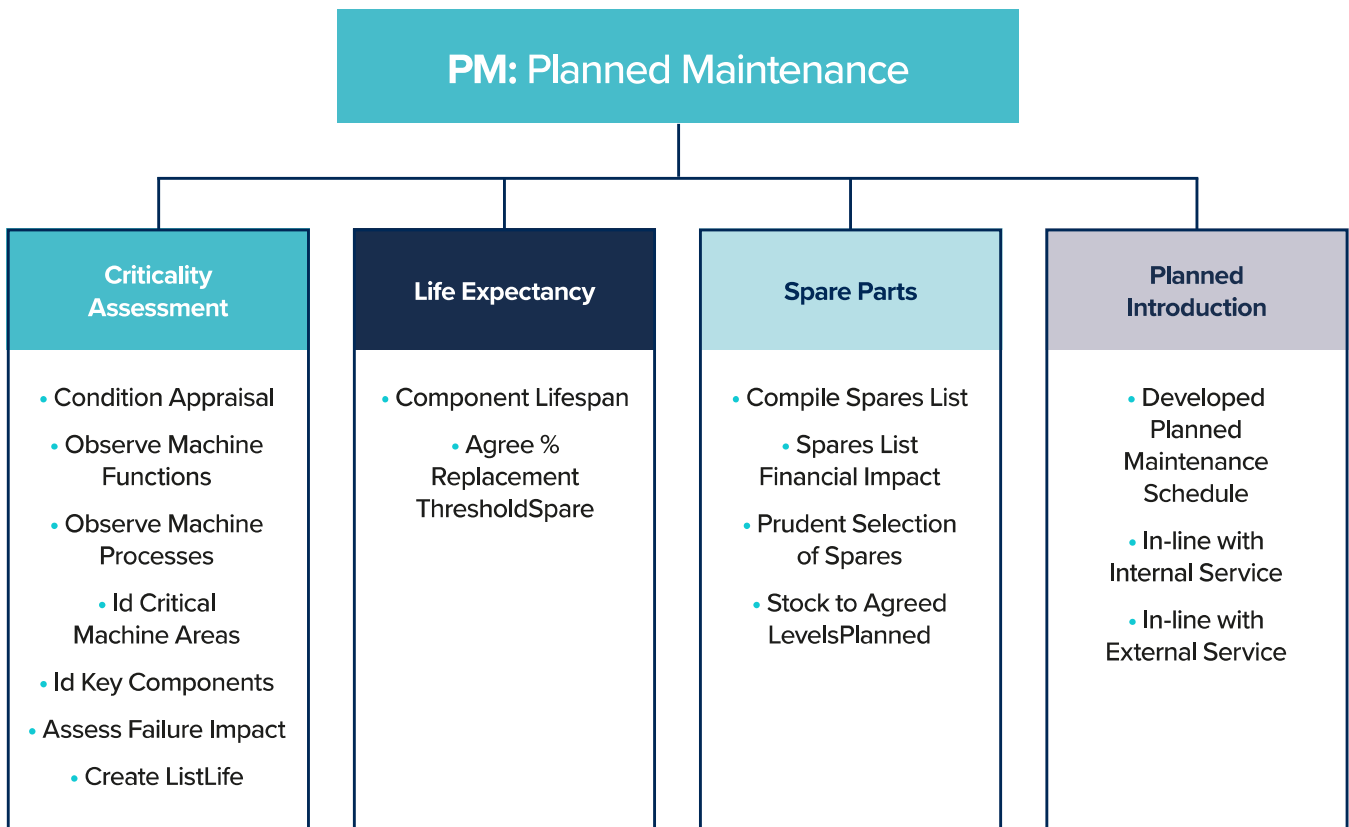 PM: Planned Maintenance
Criticality
Assessment
• Condition Appraisal
• Observe Machine
Functions
• Observe Machine
Processes
• Id Critical
Machine Areas
• Id Key Components
• Assess Failure Impact
• Create ListLife
Life Expectancy
• Component Lifespan
• Agree %
Replacement
ThresholdSpare
Spare Parts
• Compile Spares List
• Spares List
Financial Impact
• Prudent Selection
of Spares
• Stock to Agreed
LevelsPlanned
Planned
Introduction
• Developed
Planned
Maintenance
Schedule
• In-line with
Internal Service
• In-line with
External Service